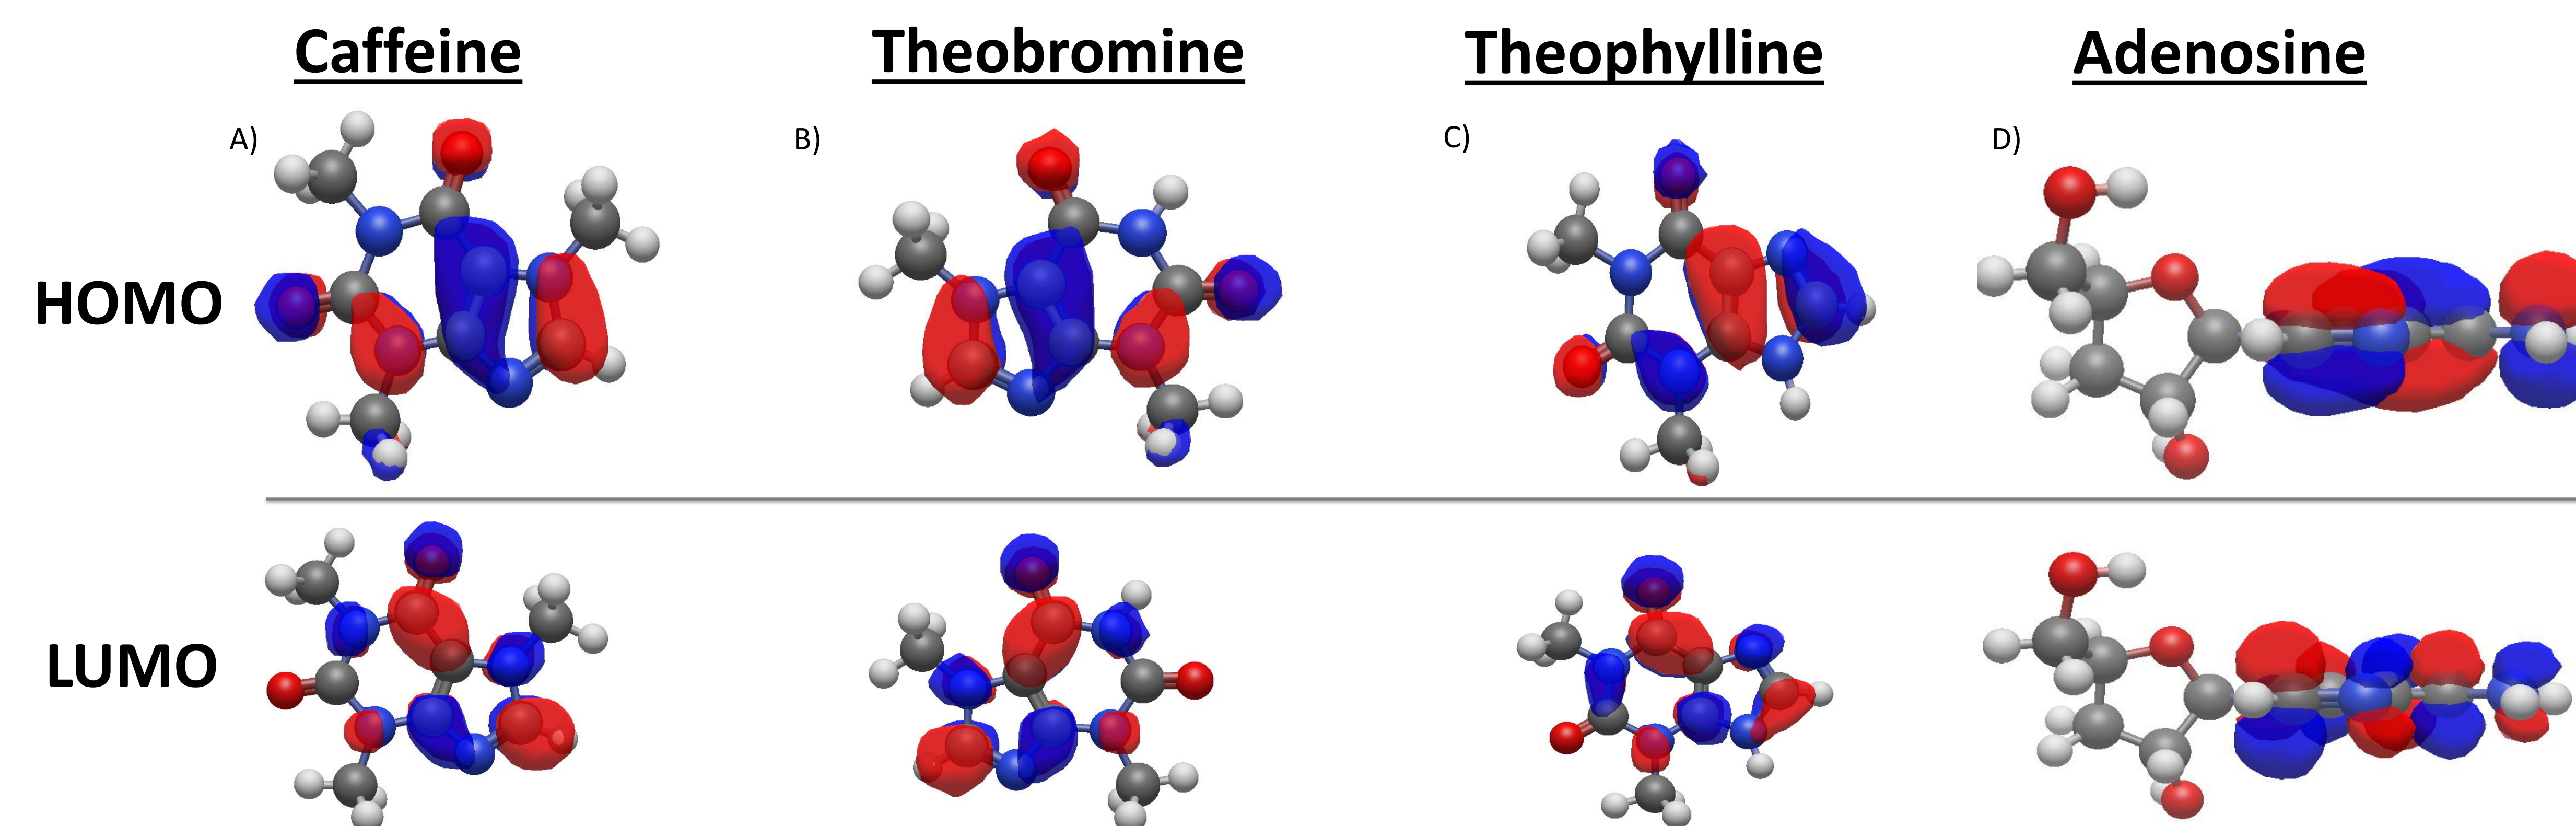 Caffeine Theobromine Theophylline Adenosine
A) B) C) D)
HOMO
LUMO